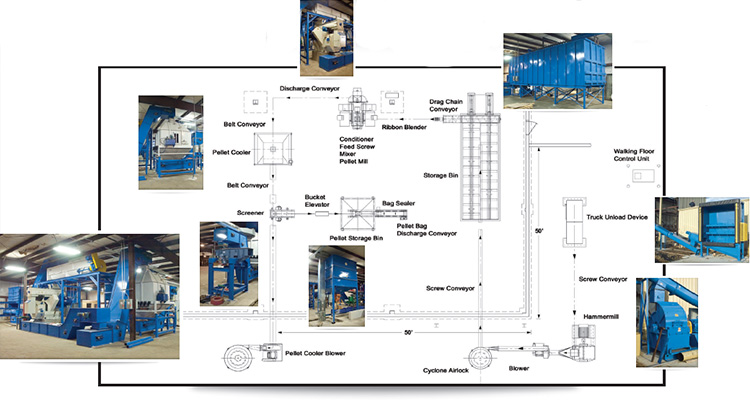 Discharge Conveyor
Drag Chain
Conveyor
Belt Conveyor
Ribbon Blender
Conditioner
Feed Screw
Mixer
Pellet Mill
Pellet Cooler
Walking Floor
Control Unit
Belt Conveyor
Storage Bin
Bucket
Elevator
Bag Sealer
Screener
Pellet Bag
Discharge Conveyor
Pellet Storage Bin
Truck Unload Device
50'
Screw Conveyor
Screw Conveyor
Hammermill
50'
Pellet Cooler Blower
Cyclone Airlock
Blower